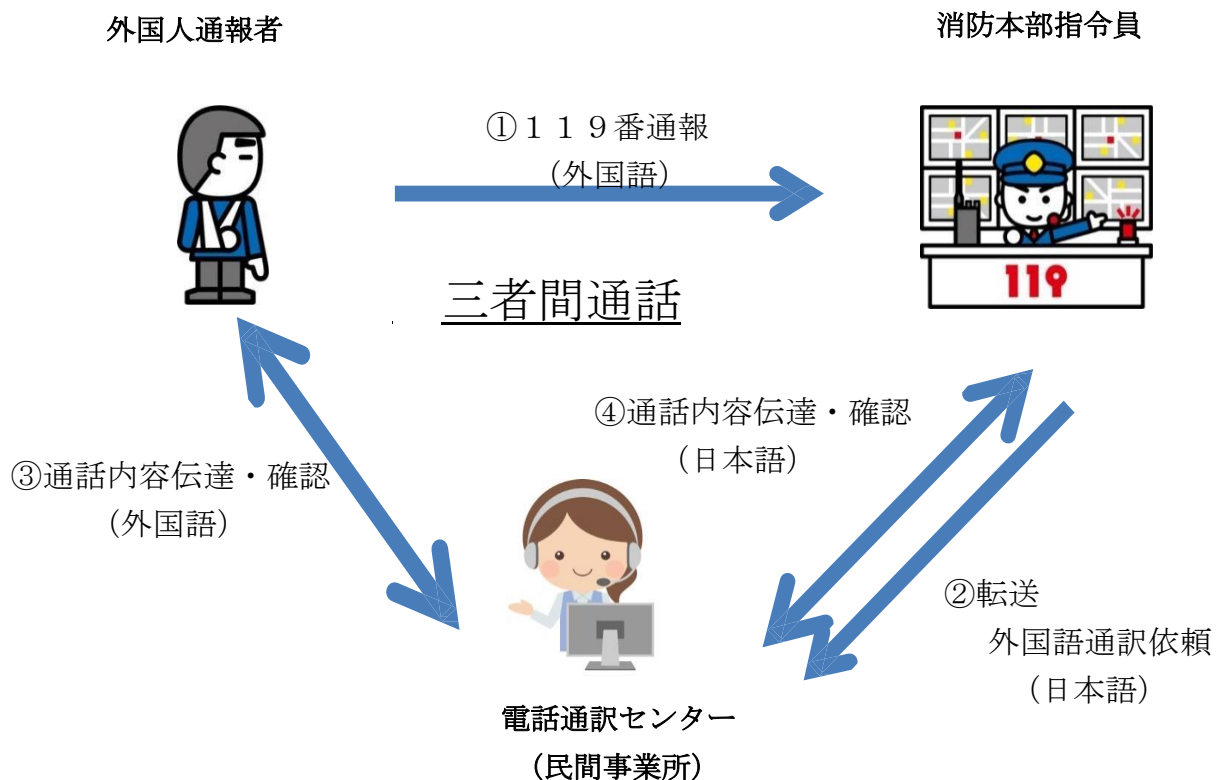 外国人通報者
消防本部指令員
①１１９番通報
（外国語）
119
三者間通話
④通話内容伝達・確認
（日本語）
③通話内容伝達・確認
（外国語）
②転送
外国語通訳依頼
（日本語）
電話通訳センター
（民間事業所）